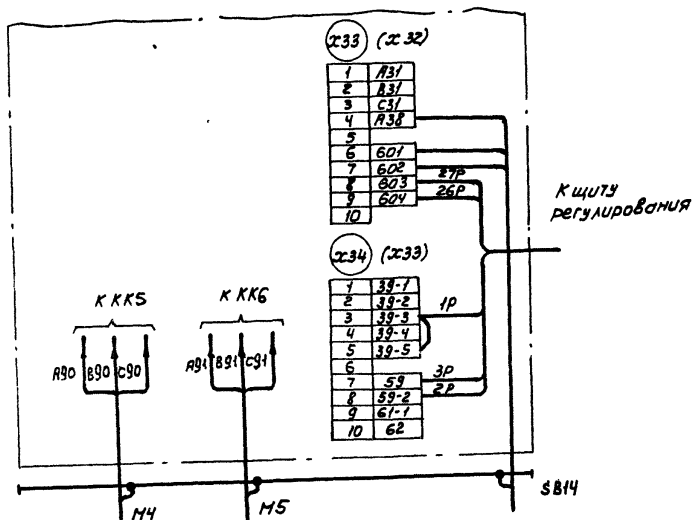 X33 (X32)
1 A31
2 B31
3 C31
4 A38
5
6 601
7 602
8 603 27P
9 604 26P
10
К щиту
регулирования
X34 (X33)
1 39-1
2 39-2
3 39-3 1P
4 39-4
5 39-5
6
7 59 3P
8 59-2 2P
9 61-1
10 62
К КК5 К КК6
A90 B90 C90 A91 B91 C91
M4 M5 SB14